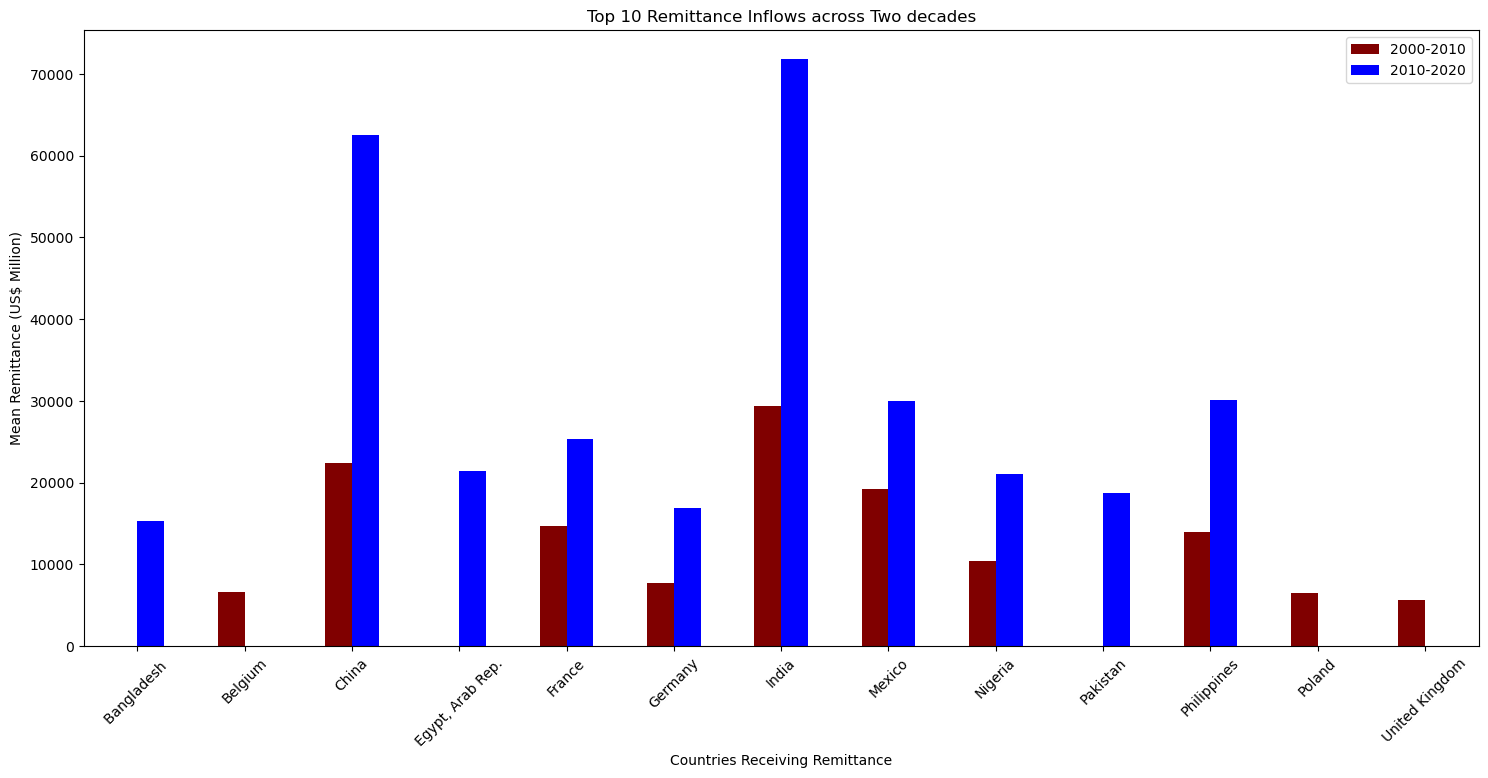 Top 10 Remittance Inflows across Two decades
2000-2010
2010-2020
70000
60000
50000
40000
30000
20000
10000
0
Mean Remittance (US$ Million)
Bangladesh
Belgium
China
Egypt, Arab Rep.
France
Germany
India
Mexico
Nigeria
Pakistan
Philippines
Poland
United Kingdom
Countries Receiving Remittance